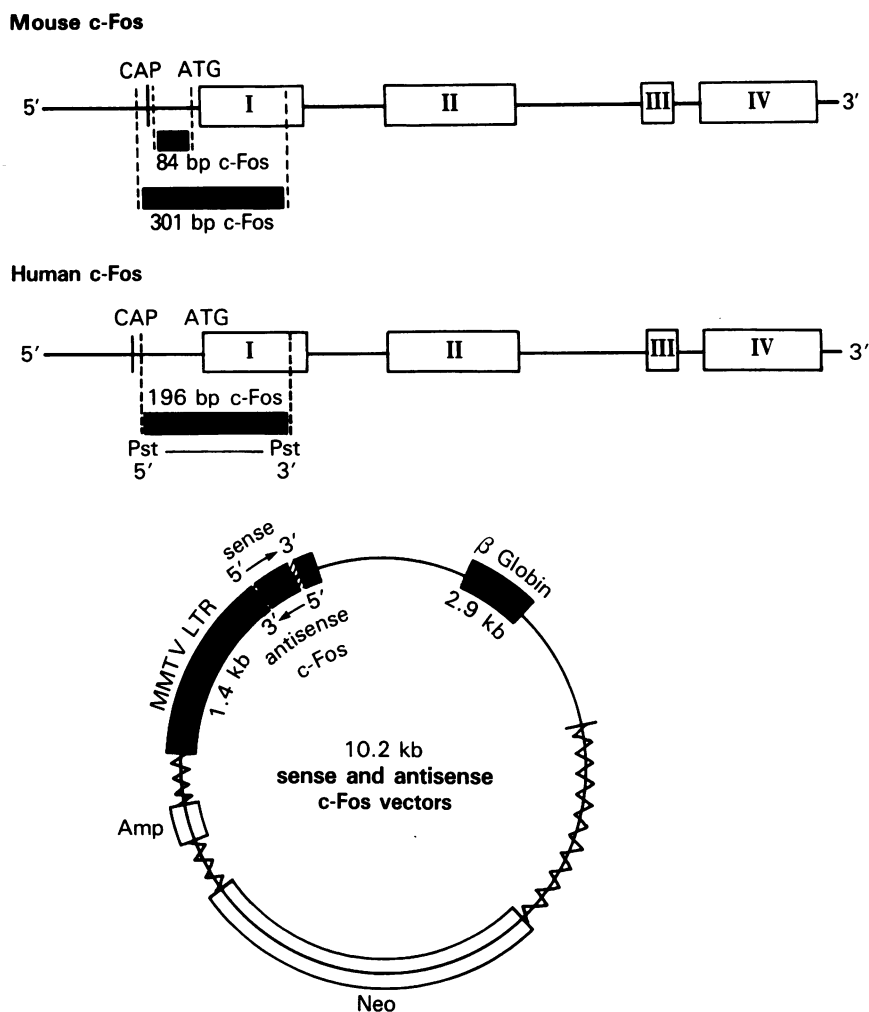 Mouse c-Fos
CAP ATG
5′ I II III IV 3′
84 bp c-Fos
301 bp c-Fos
Human c-Fos
CAP ATG
5′ I II III IV 3′
196 bp c-Fos
Pst Pst
5′ 3′
sense
5′ 3′
3′ 5′
antisense
c-Fos
MMTV LTR
1.4 kb
β Globin
2.9 kb
10.2 kb
sense and antisense
c-Fos vectors
Amp
Neo